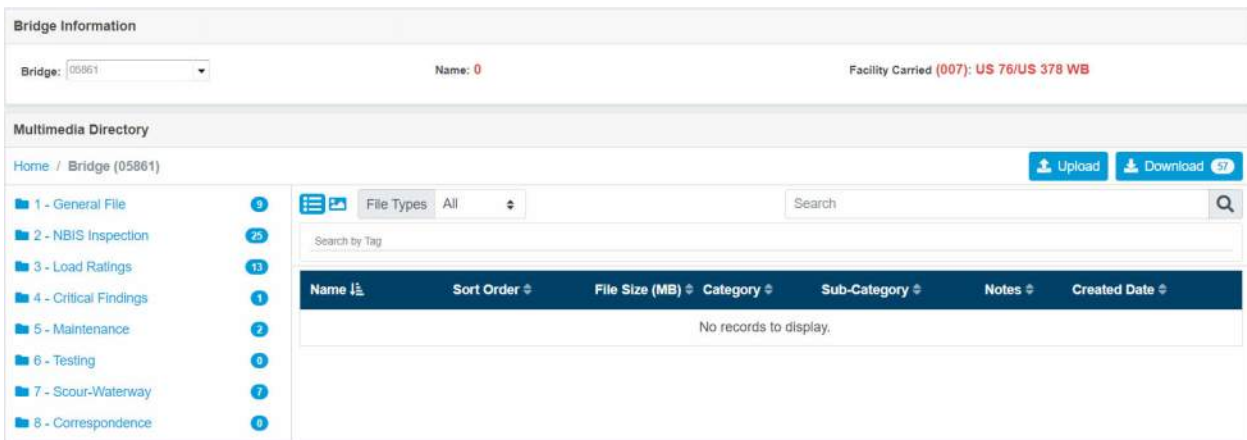 Bridge Information
Bridge: 05861 Name: 0 Facility Carried (007): US 76/US 378 WB
Multimedia Directory
Home / Bridge (05861) Upload Download 57
1 - General File 9
2 - NBIS Inspection 25
3 - Load Ratings 13
4 - Critical Findings 1
5 - Maintenance 2
6 - Testing 0
7 - Scour-Waterway 7
8 - Correspondence 0
File Types All Search
Search by Tag
Name Sort Order File Size (MB) Category Sub-Category Notes Created Date
No records to display.